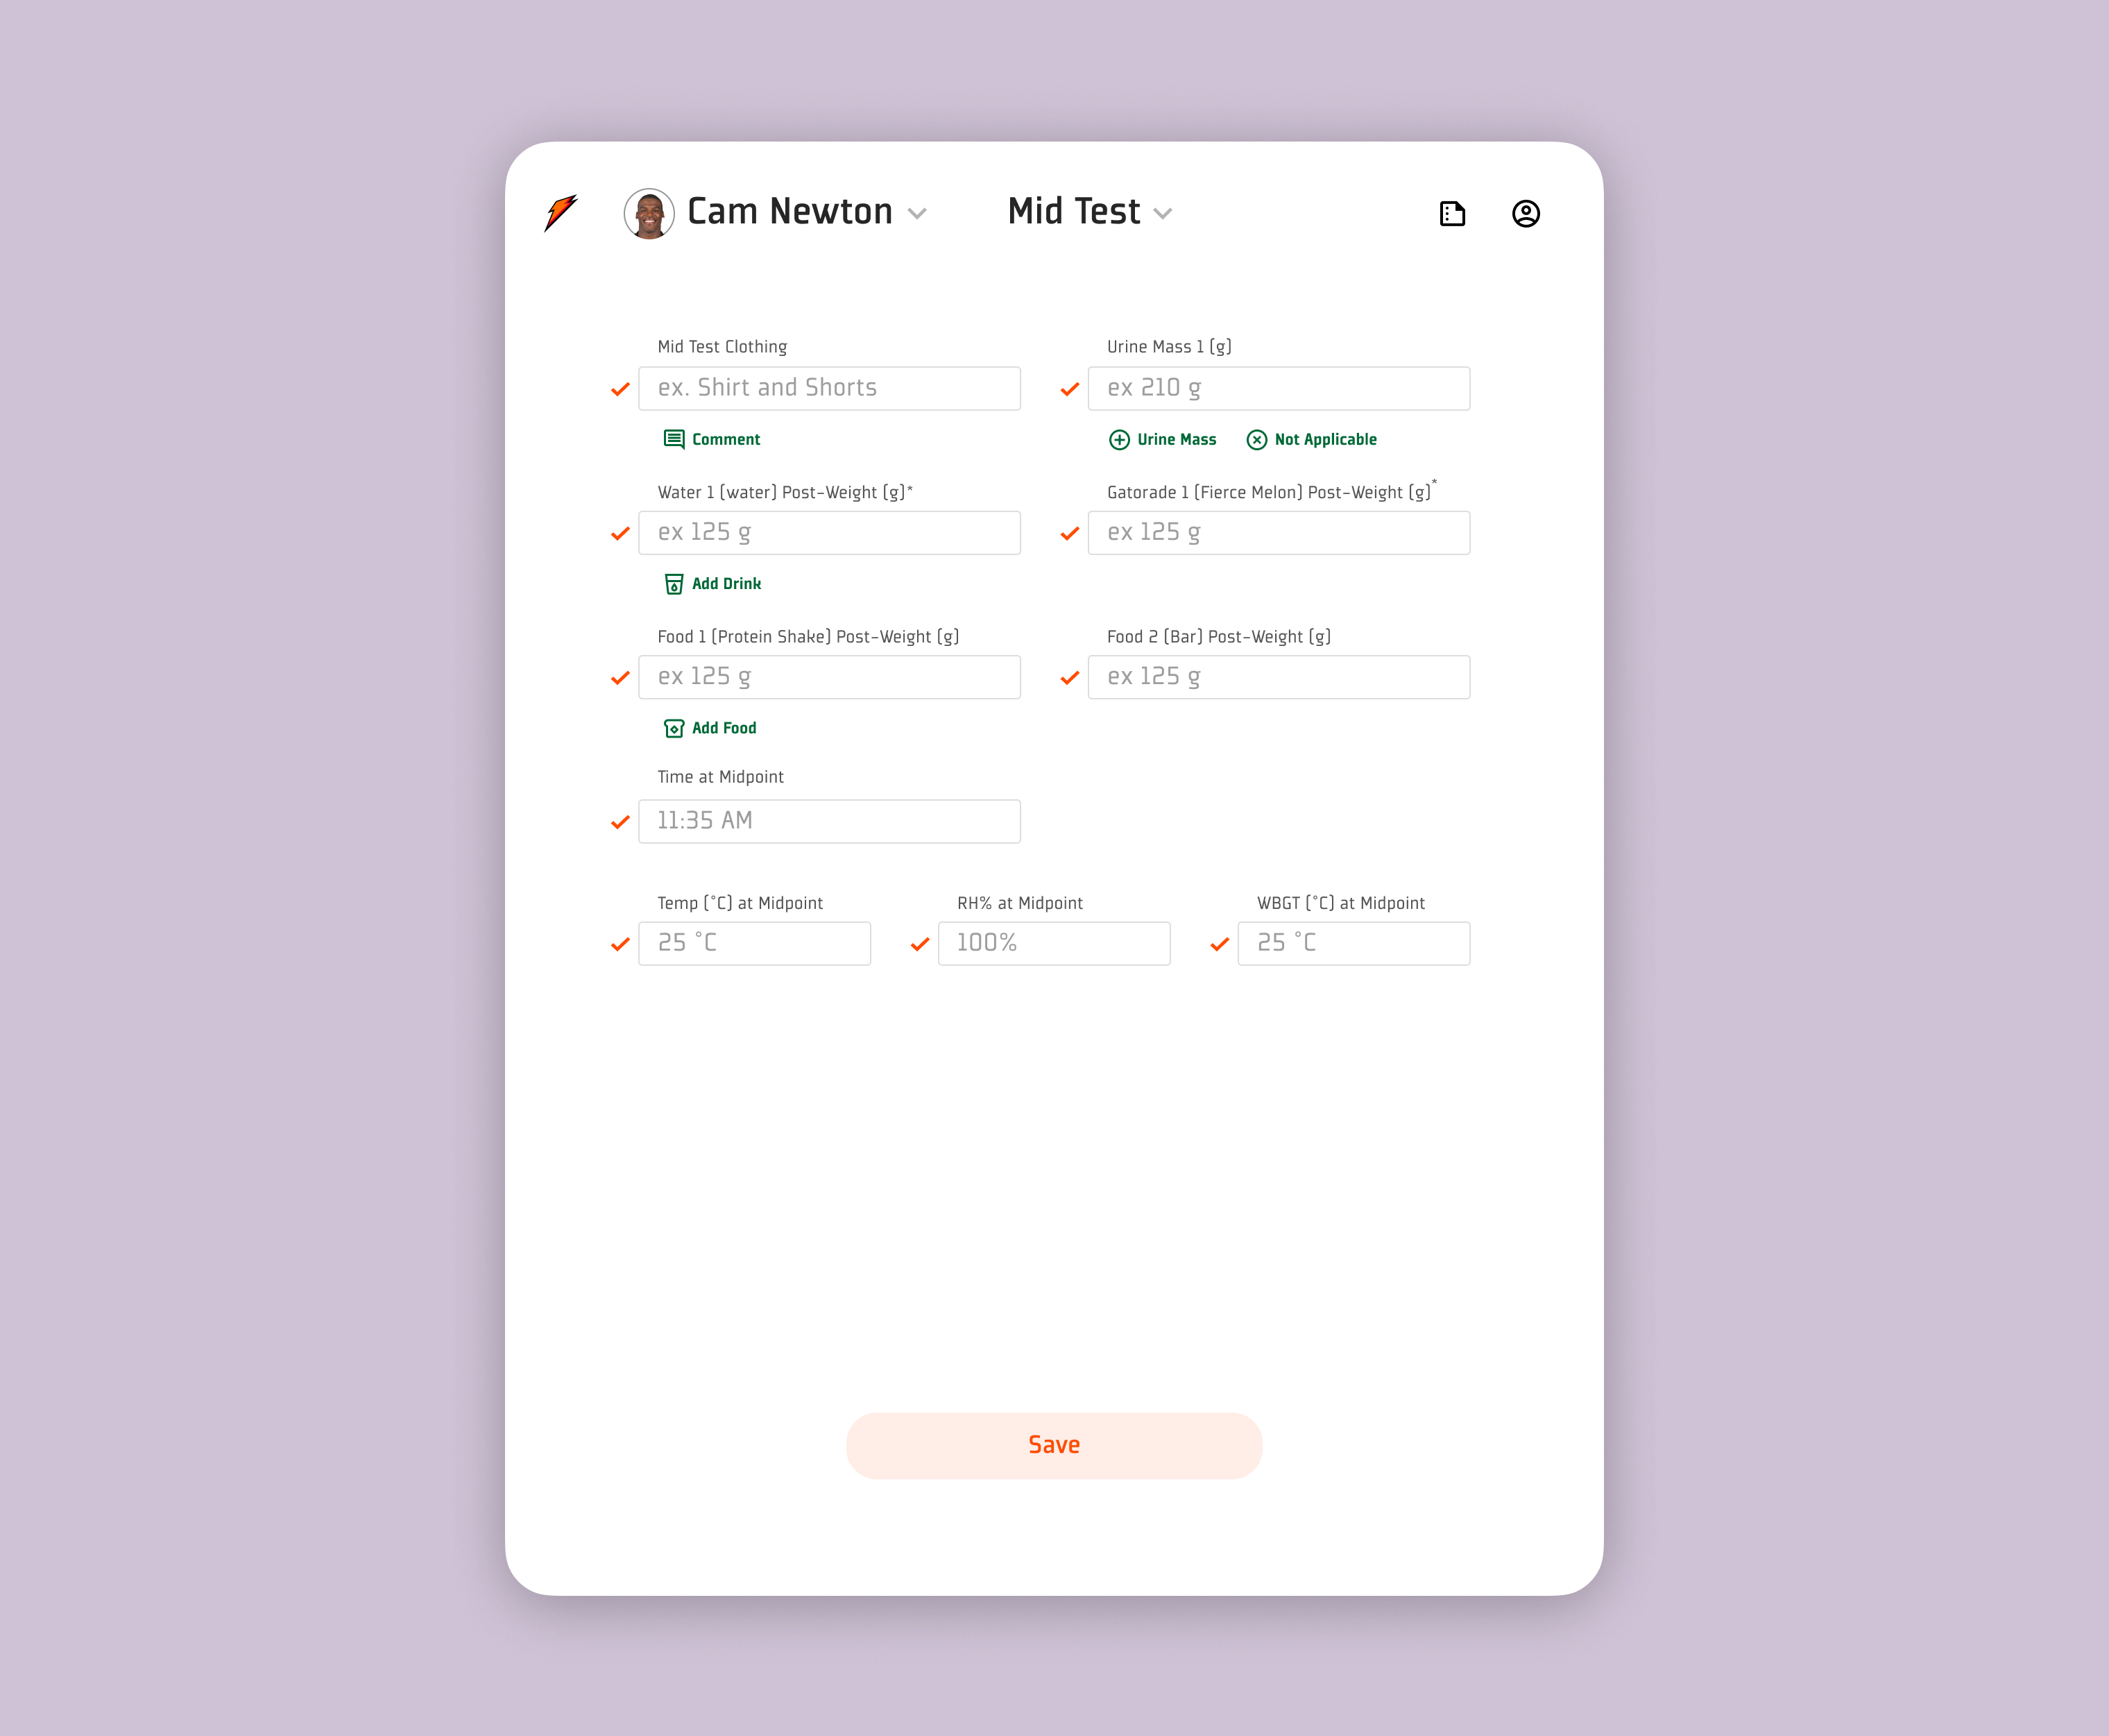 Cam Newton
Mid Test
Mid Test Clothing
Urine Mass 1 (g)
ex. Shirt and Shorts
ex 210 g
Comment
Urine Mass
Not Applicable
Water 1 (water) Post-Weight (g)*
Gatorade 1 (Fierce Melon) Post-Weight (g)*
ex 125 g
ex 125 g
Add Drink
Food 1 (Protein Shake) Post-Weight (g)
Food 2 (Bar) Post-Weight (g)
ex 125 g
ex 125 g
Add Food
Time at Midpoint
11:35 AM
Temp (°C) at Midpoint
RH% at Midpoint
WBGT (°C) at Midpoint
25 °C
100%
25 °C
Save